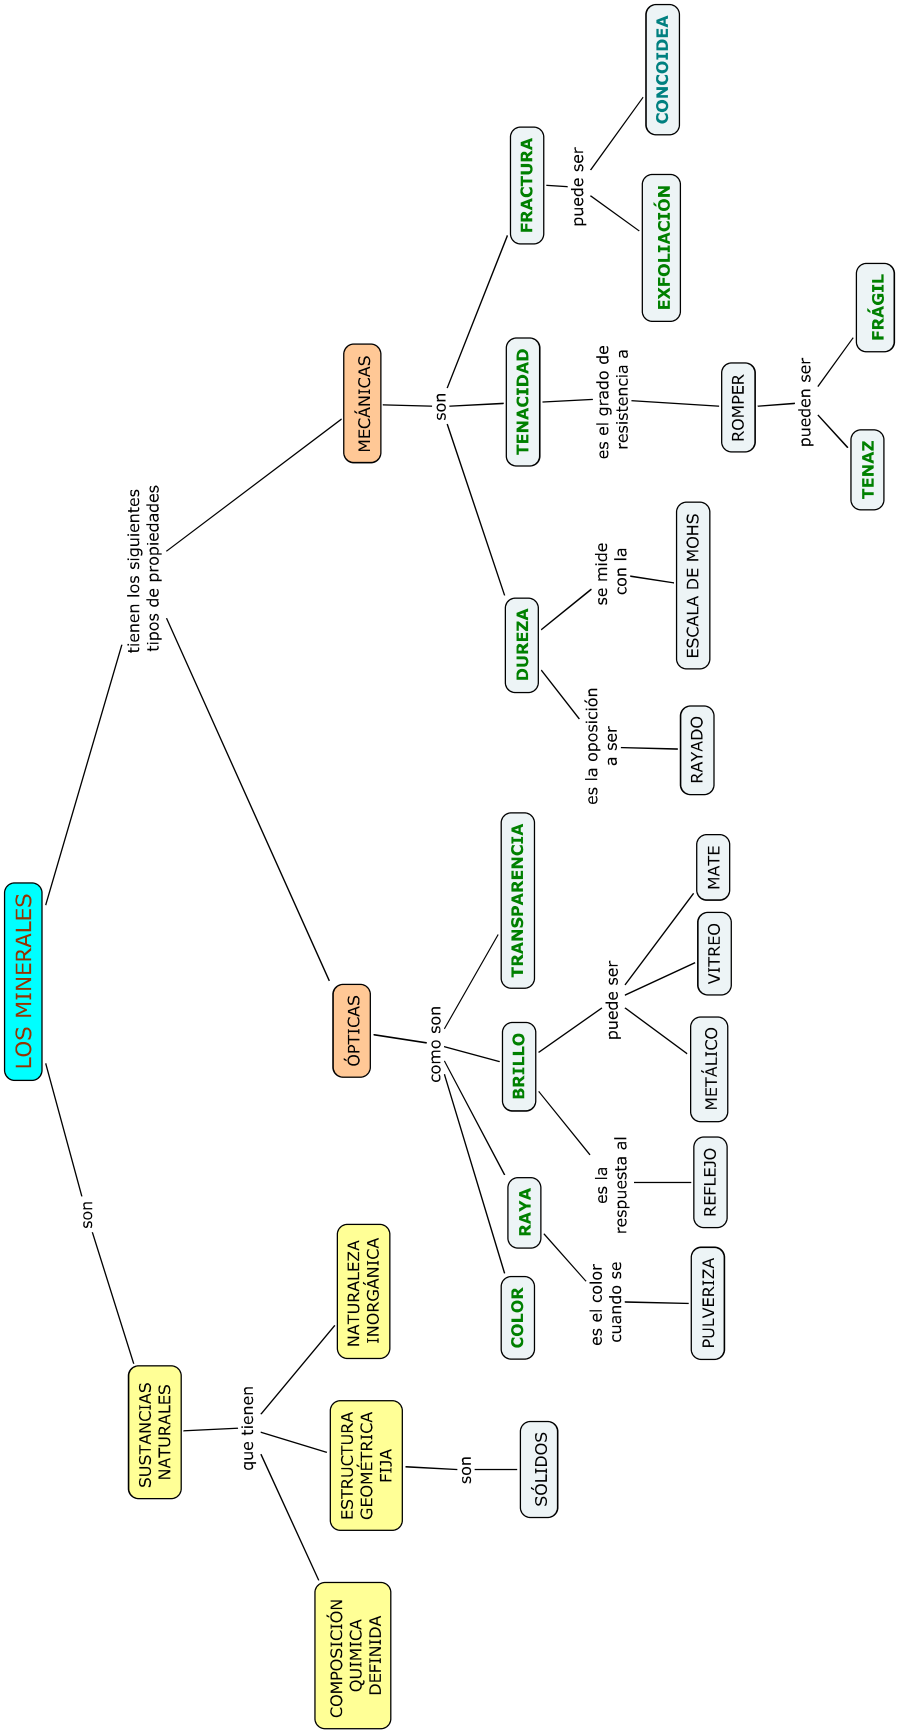 LOS MINERALES
son
tienen los siguientes
tipos de propiedades
SUSTANCIAS
NATURALES
que tienen
COMPOSICIÓN
QUIMICA
DEFINIDA
ESTRUCTURA
GEOMÉTRICA
FIJA
NATURALEZA
INORGÁNICA
son
SÓLIDOS
ÓPTICAS
como son
COLOR
RAYA
BRILLO
TRANSPARENCIA
es el color
cuando se
PULVERIZA
es la
respuesta al
REFLEJO
puede ser
METÁLICO
VITREO
MATE
MECÁNICAS
son
DUREZA
TENACIDAD
FRACTURA
es la oposición
a ser
RAYADO
se mide
con la
ESCALA DE MOHS
es el grado de
resistencia a
ROMPER
pueden ser
TENAZ
FRÁGIL
puede ser
EXFOLIACIÓN
CONCOIDEA